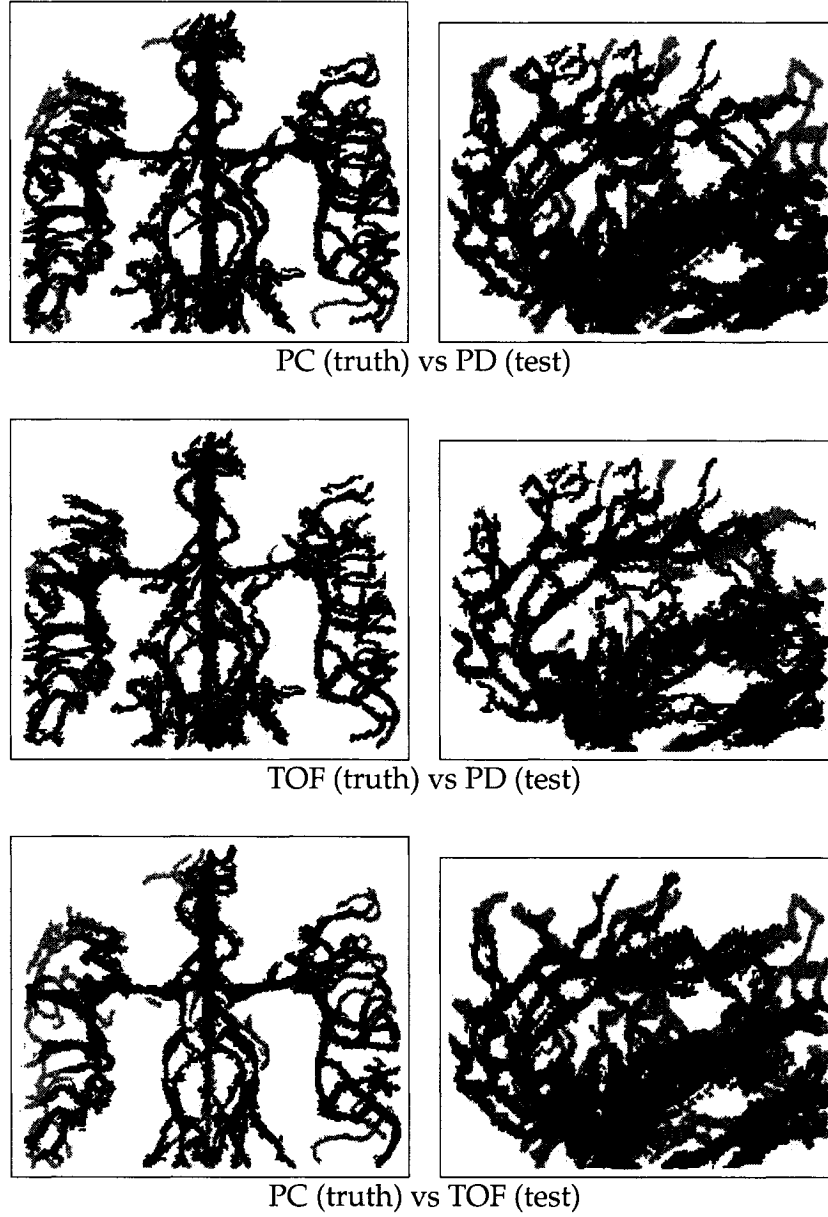 PC (truth) vs PD (test)
TOF (truth) vs PD (test)
PC (truth) vs TOF (test)